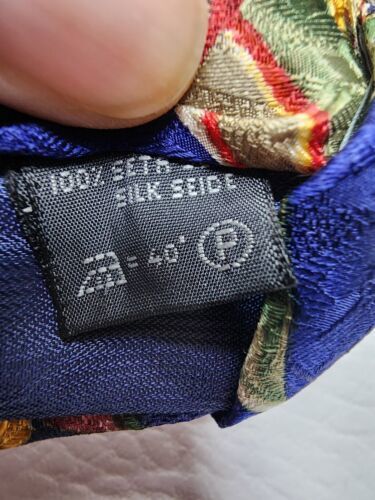 100% SETA
SILK SEIDE
= 40° P